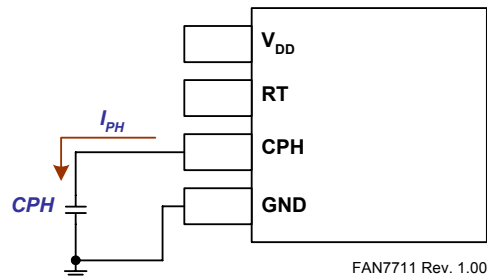 V_DD
RT
I_PH
CPH
CPH
GND
FAN7711 Rev. 1.00